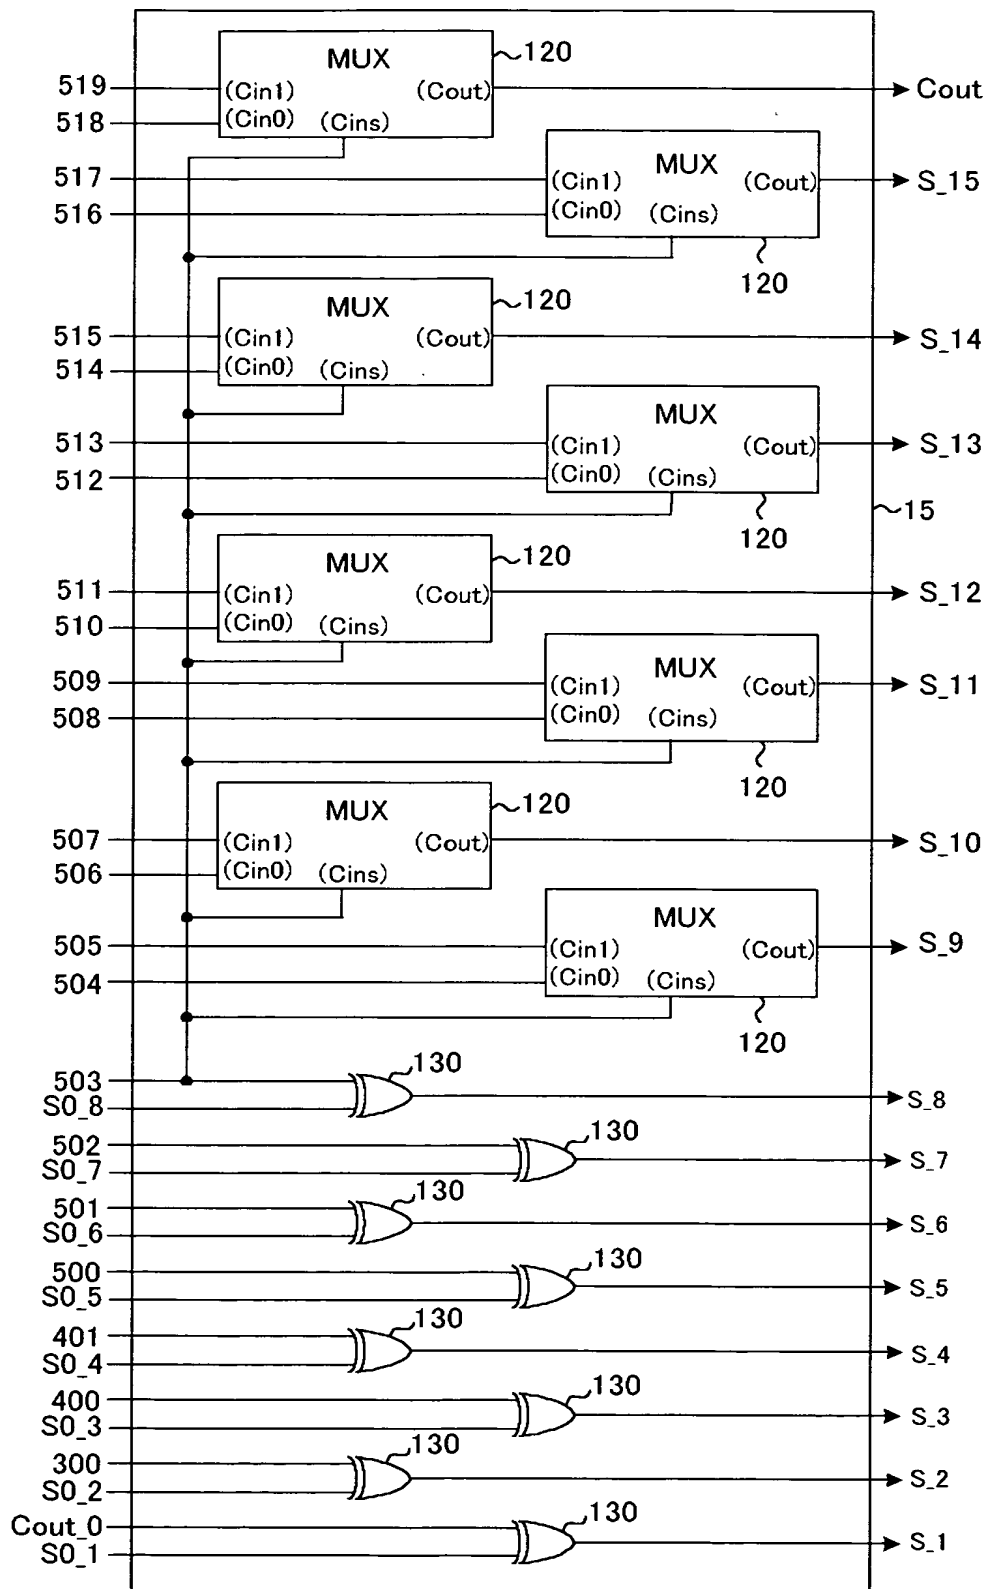 MUX 120
519 (Cin1) (Cout) Cout
518 (Cin0) (Cins)
MUX
517 (Cin1) (Cout) S_15
516 (Cin0) (Cins)
120
MUX 120
515 (Cin1) (Cout) S_14
514 (Cin0) (Cins)
MUX
513 (Cin1) (Cout) S_13
512 (Cin0) (Cins)
15
120
MUX 120
511 (Cin1) (Cout) S_12
510 (Cin0) (Cins)
MUX
509 (Cin1) (Cout) S_11
508 (Cin0) (Cins)
120
MUX 120
507 (Cin1) (Cout) S_10
506 (Cin0) (Cins)
MUX
505 (Cin1) (Cout) S_9
504 (Cin0) (Cins)
120
130
503
S0_8 S_8
130
502
S0_7 S_7
130
501
S0_6 S_6
130
500
S0_5 S_5
130
401
S0_4 S_4
130
400
S0_3 S_3
130
300
S0_2 S_2
130
Cout_0
S0_1 S_1